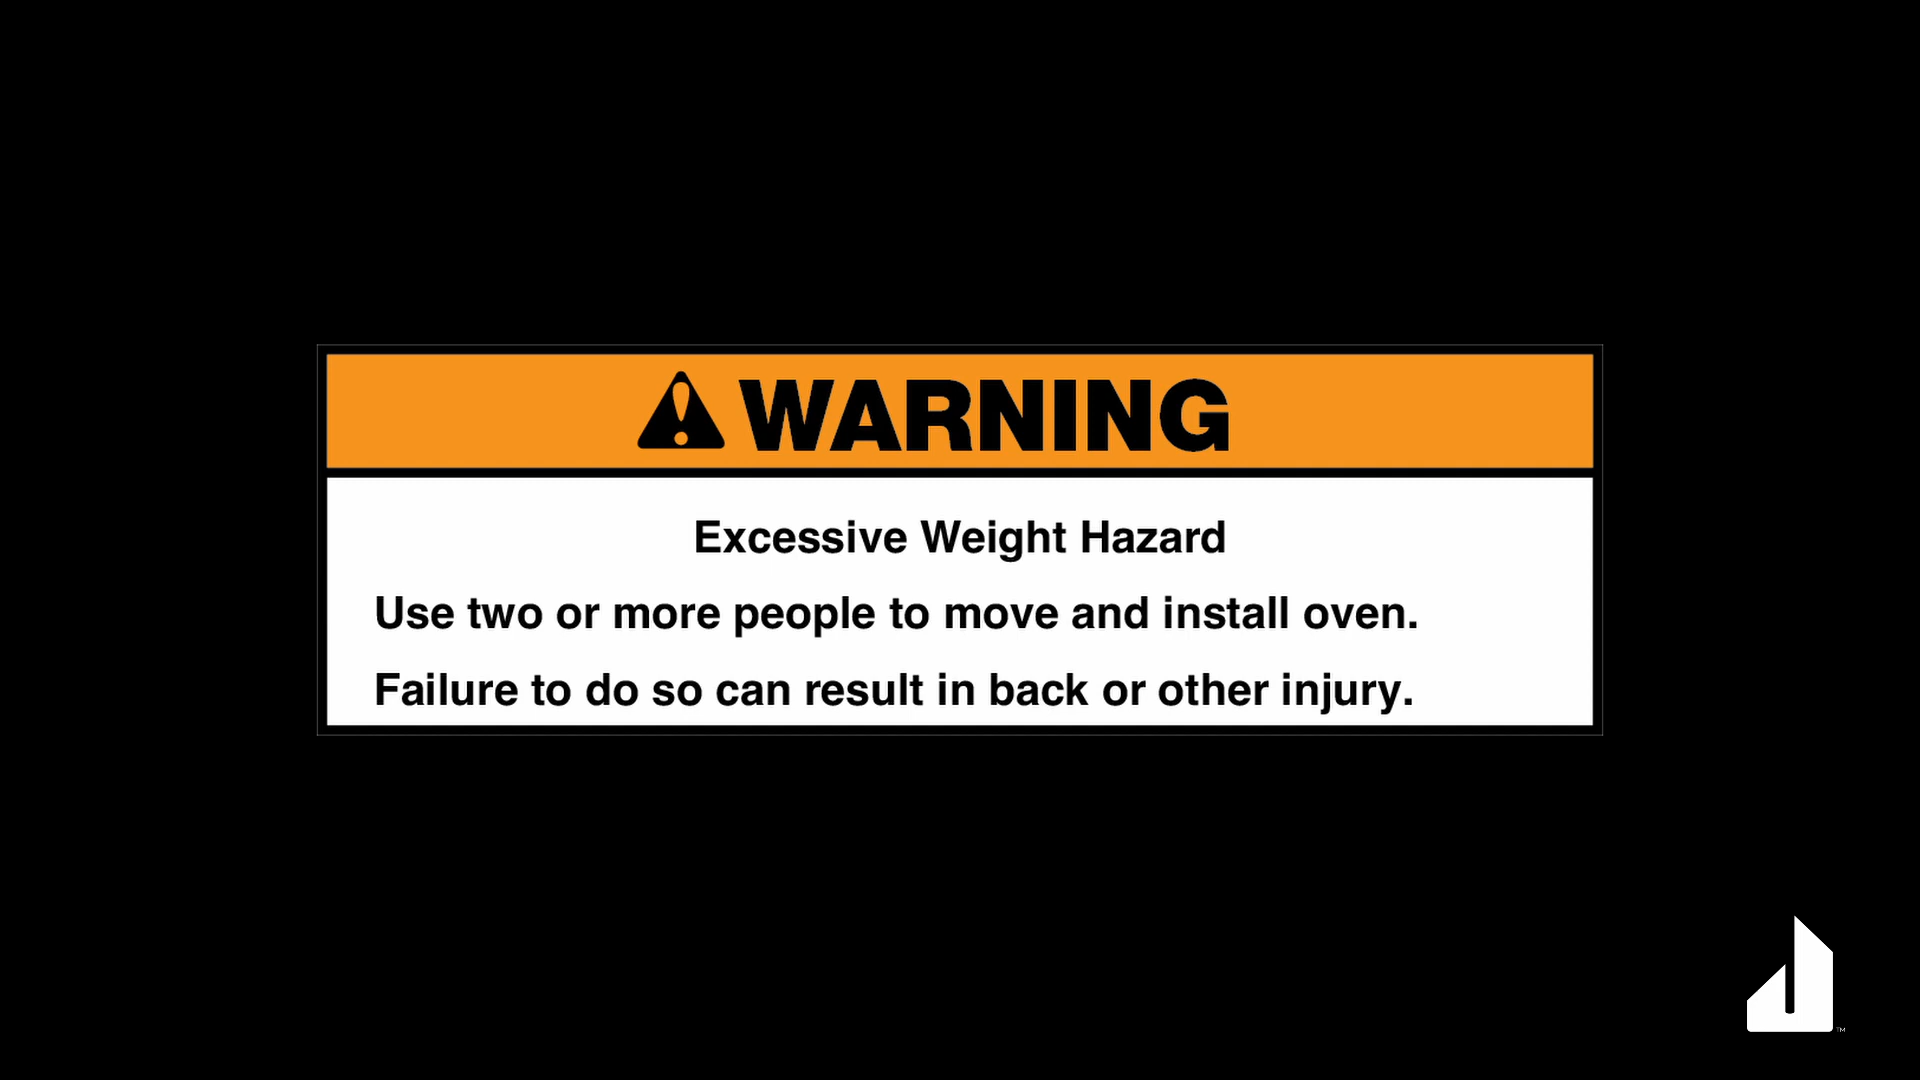 WARNING
Excessive Weight Hazard
Use two or more people to move and install oven.
Failure to do so can result in back or other injury.
TM